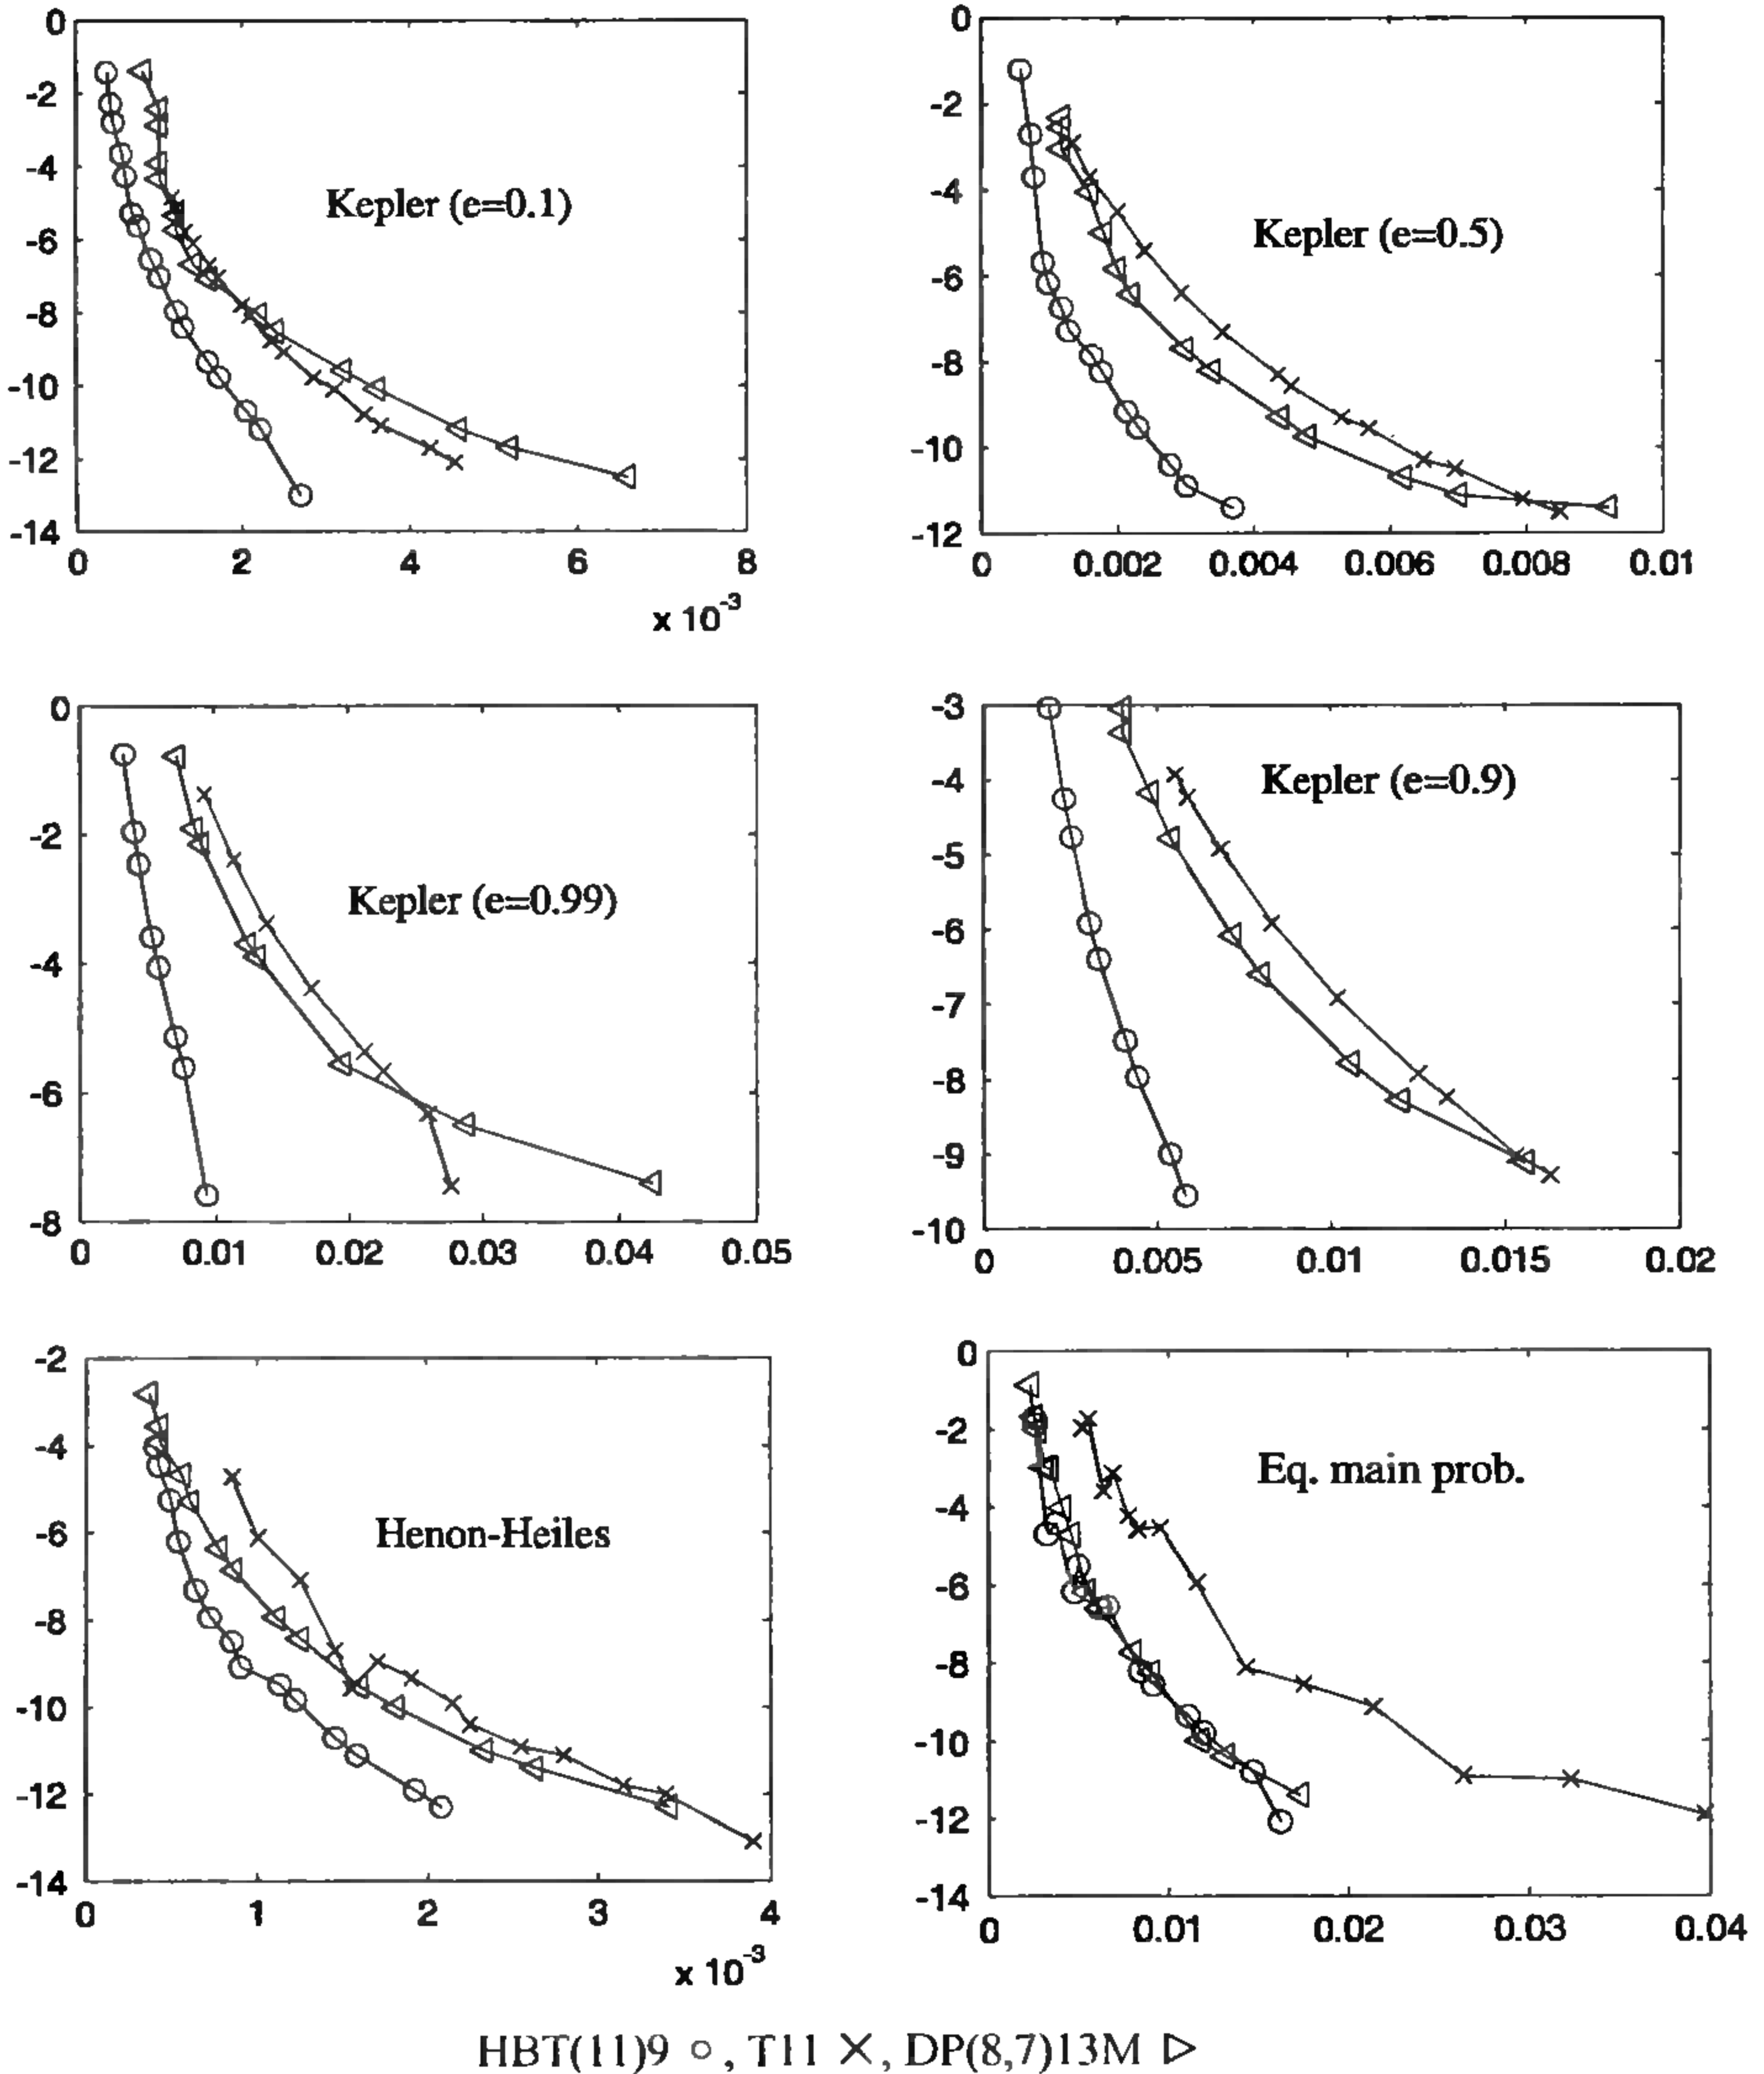 0
-2
-4
-6
-8
-10
-12
-14
Kepler (e=0.1)
0 2 4 6 8
x 10-3
0
-2
-4
-6
-8
-10
-12
Kepler (e=0.5)
0 0.002 0.004 0.006 0.008 0.01
0
-2
-4
-6
-8
Kepler (e=0.99)
0 0.01 0.02 0.03 0.04 0.05
-3
-4
-5
-6
-7
-8
-9
-10
Kepler (e=0.9)
0 0.005 0.01 0.015 0.02
-2
-4
-6
-8
-10
-12
-14
Henon-Heiles
0 1 2 3 4
x 10-3
0
-2
-4
-6
-8
-10
-12
-14
Eq. main prob.
0 0.01 0.02 0.03 0.04
HBT(11)9 ○, T11 ×, DP(8,7)13M ▷